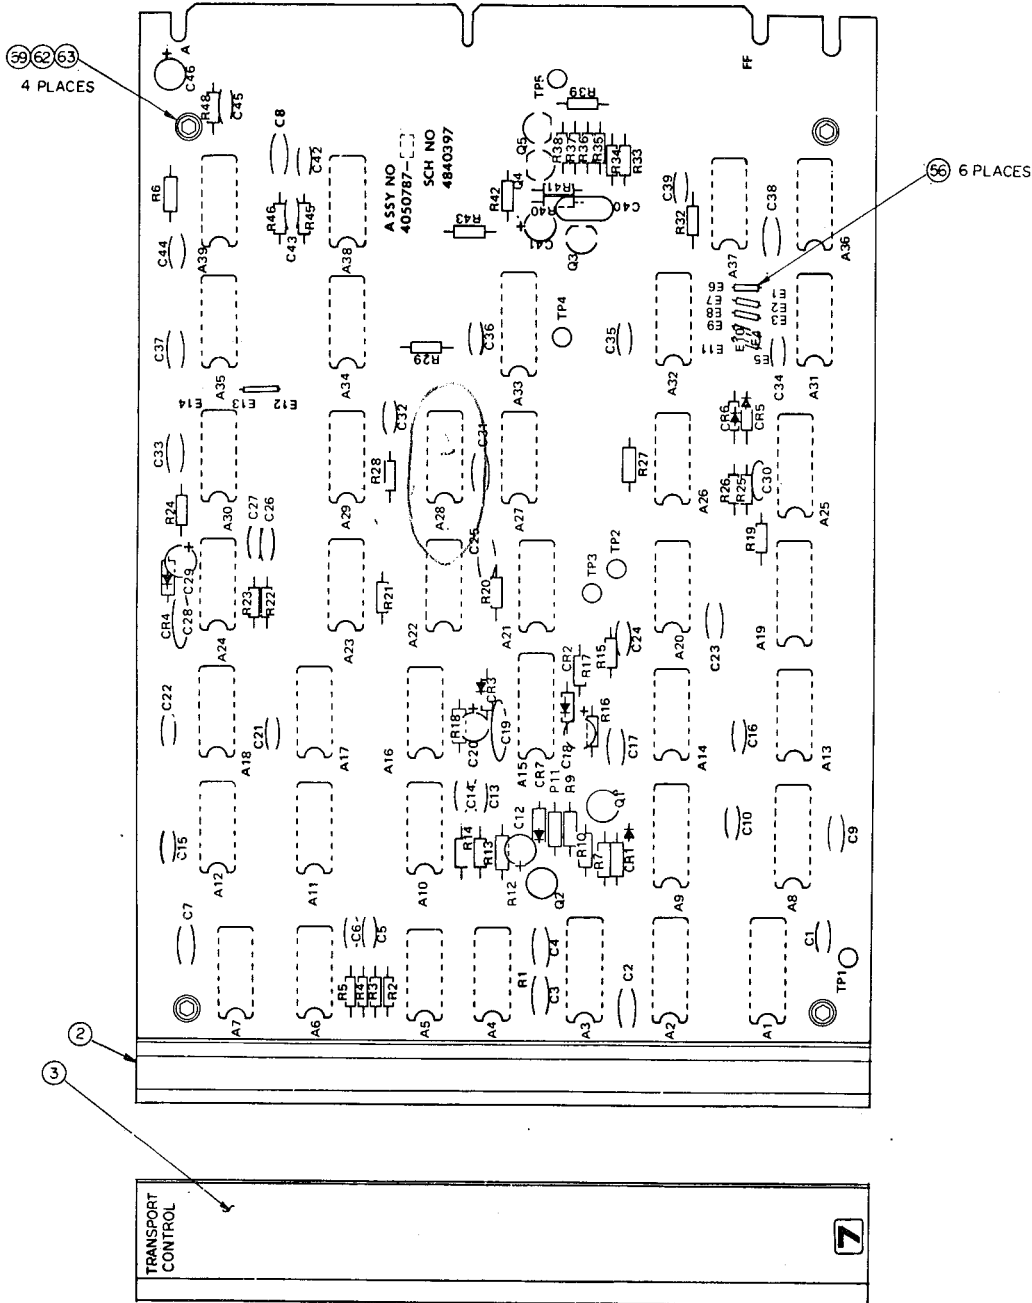 59 62 63
4 PLACES
A
FF
C46
R48
C45
C8
C42
TP5
R39
Q5
Q4
R38
R37
R36
R35
R34
R33
56 6 PLACES
ASSY NO
4050787-
SCH NO
4840397
R6
R46
C43
R45
R42
R41
R40
C40
C41
R43
Q3
C39
R32
C38
C44
A39
A38
A37
A36
E6
E7
E8
E9
E10
E11
E1
E2
E3
E4
E5
C37
C36
TP4
C35
C34
R29
A35
A34
A33
A32
A31
E14
E13
E12
C33
C32
C31
CR6
CR5
R28
R27
R26
R25
C30
R24
A30
A29
A28
A27
A26
A25
C27
C26
C25
R19
CR4
C29
C28
R23
R22
R21
R20
TP3
TP2
A24
A23
A22
A21
R15
C24
A20
C23
A19
C22
C21
R18
CR3
C20
C19
CR2
R17
R16
C18
C17
C16
A18
A17
A16
A15
A14
A13
C14
C13
CR7
P11
R9
C12
Q1
C10
C9
C15
R14
R13
R12
R10
R7
CR1
Q2
A12
A11
A10
A9
A8
C7
C6
C5
C4
R1
C3
C2
C1
TP1
R5
R4
R3
R2
A7
A6
A5
A4
A3
A2
A1
2
3
TRANSPORT
CONTROL
7